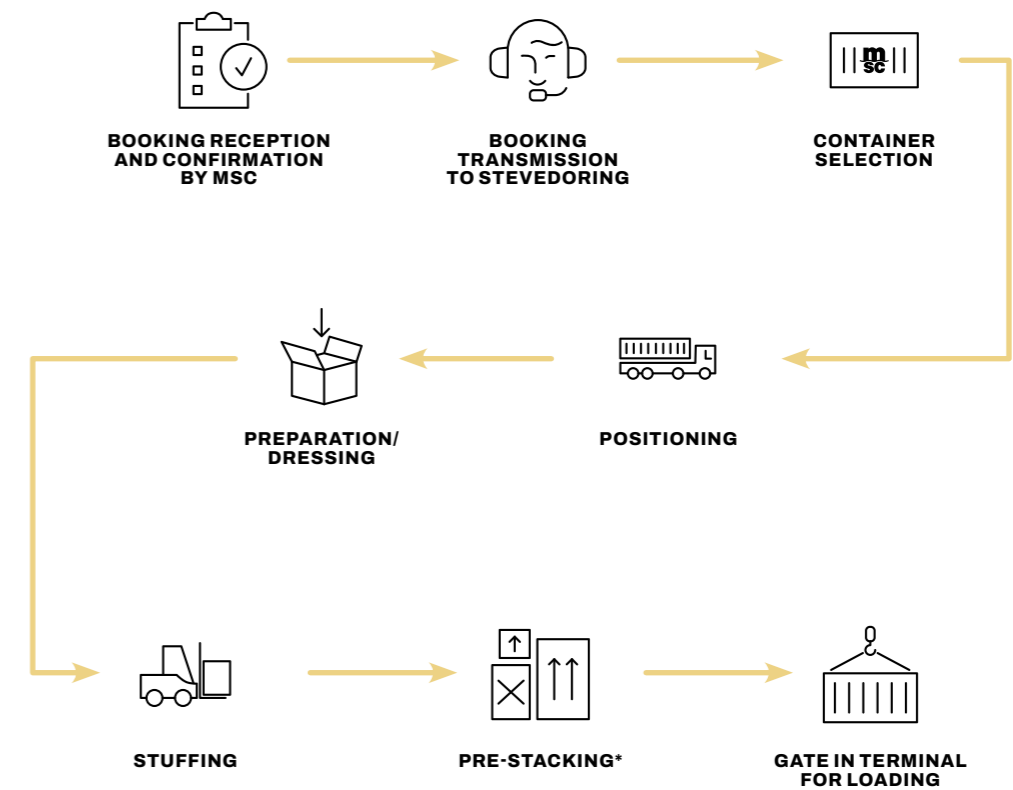 BOOKING RECEPTION
AND CONFIRMATION
BY MSC
BOOKING
TRANSMISSION
TO STEVEDORING
m
sc
CONTAINER
SELECTION
PREPARATION/
DRESSING
POSITIONING
STUFFING
PRE-STACKING*
GATE IN TERMINAL
FOR LOADING